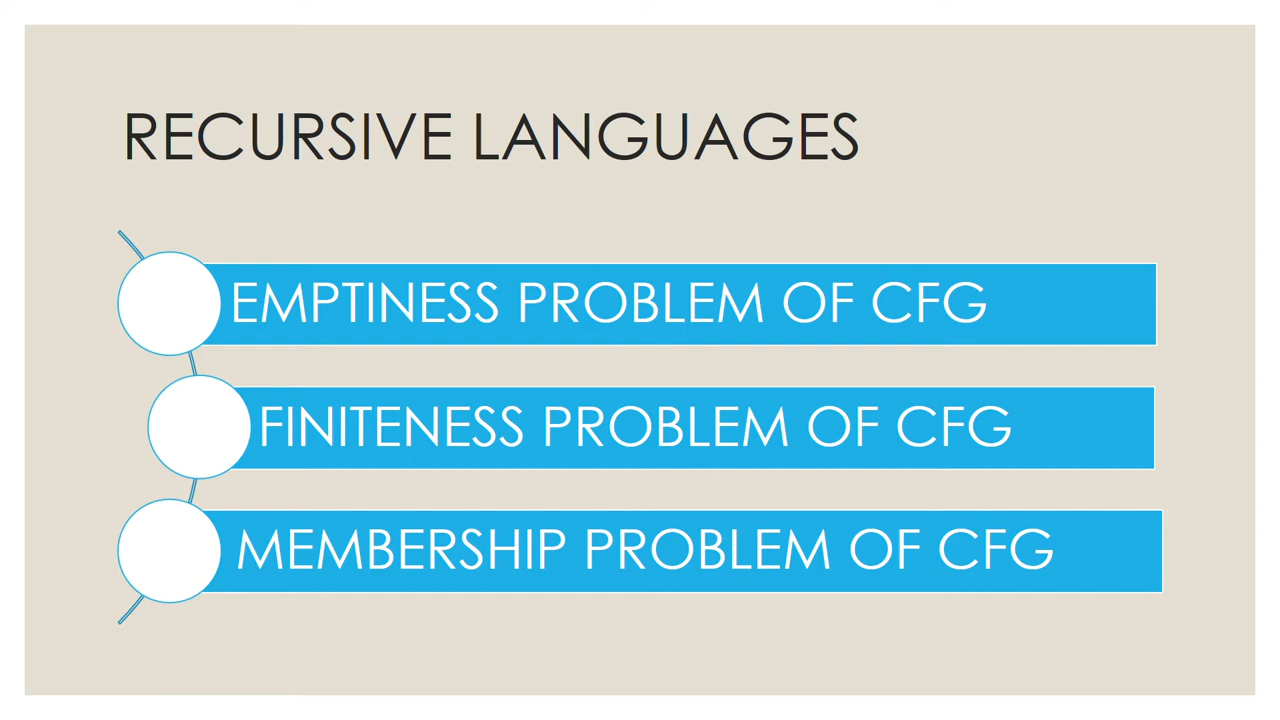 RECURSIVE LANGUAGES
EMPTINESS PROBLEM OF CFG
FINITENESS PROBLEM OF CFG
MEMBERSHIP PROBLEM OF CFG